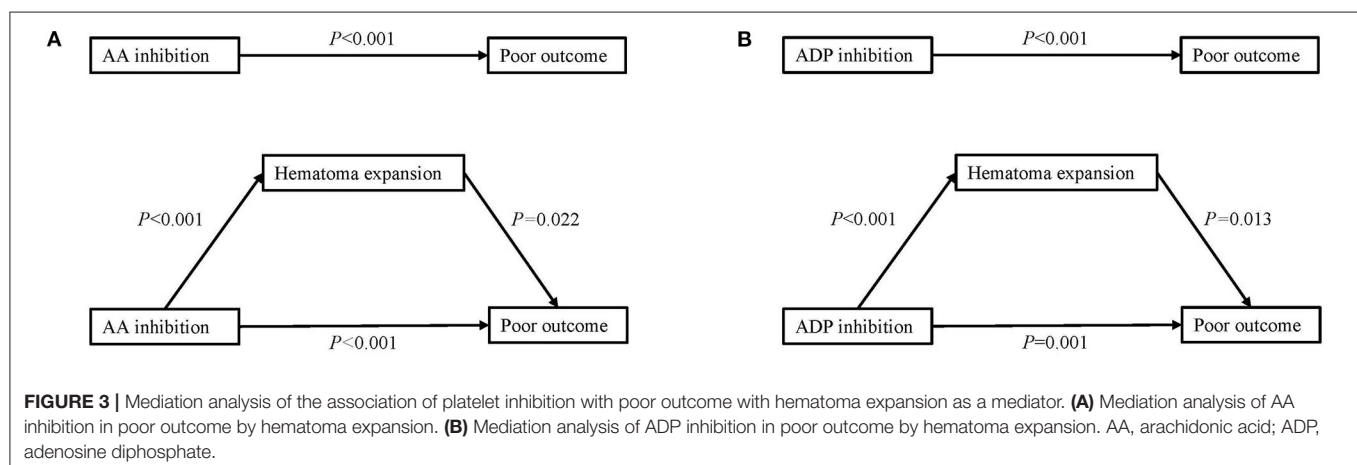 A
P<0.001
AA inhibition
Poor outcome
Hematoma expansion
P<0.001
P=0.022
AA inhibition
Poor outcome
P<0.001
B
P<0.001
ADP inhibition
Poor outcome
Hematoma expansion
P<0.001
P=0.013
ADP inhibition
Poor outcome
P=0.001
FIGURE 3 | Mediation analysis of the association of platelet inhibition with poor outcome with hematoma expansion as a mediator. (A) Mediation analysis of AA
inhibition in poor outcome by hematoma expansion. (B) Mediation analysis of ADP inhibition in poor outcome by hematoma expansion. AA, arachidonic acid; ADP,
adenosine diphosphate.